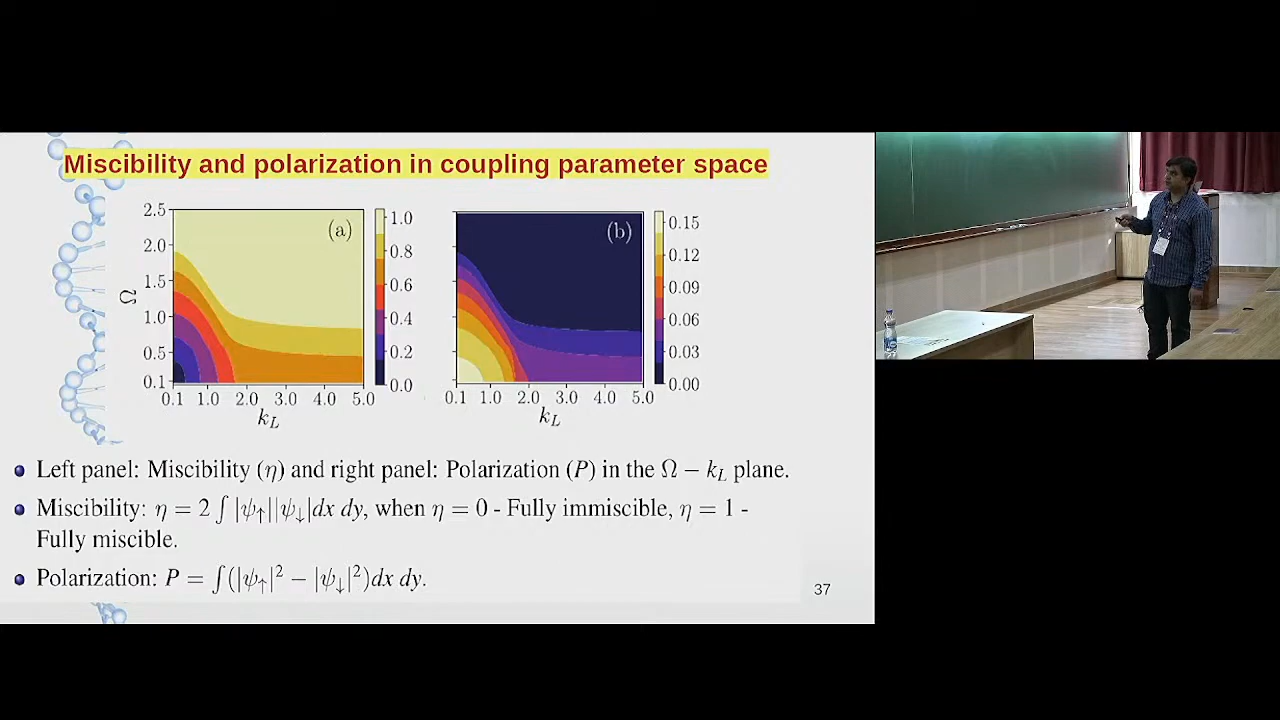 Miscibility and polarization in coupling parameter space
2.5
2.0
1.5
1.0
0.5
0.1
Ω
(a)
0.1 1.0 2.0 3.0 4.0 5.0
k_L
1.0
0.8
0.6
0.4
0.2
0.0
(b)
0.1 1.0 2.0 3.0 4.0 5.0
k_L
0.15
0.12
0.09
0.06
0.03
0.00
Left panel: Miscibility (η) and right panel: Polarization (P) in the Ω − k_L plane.
Miscibility: η = 2 ∫ |ψ↑||ψ↓|dx dy, when η = 0 - Fully immiscible, η = 1 -
Fully miscible.
Polarization: P = ∫(|ψ↑|² − |ψ↓|²)dx dy.
37